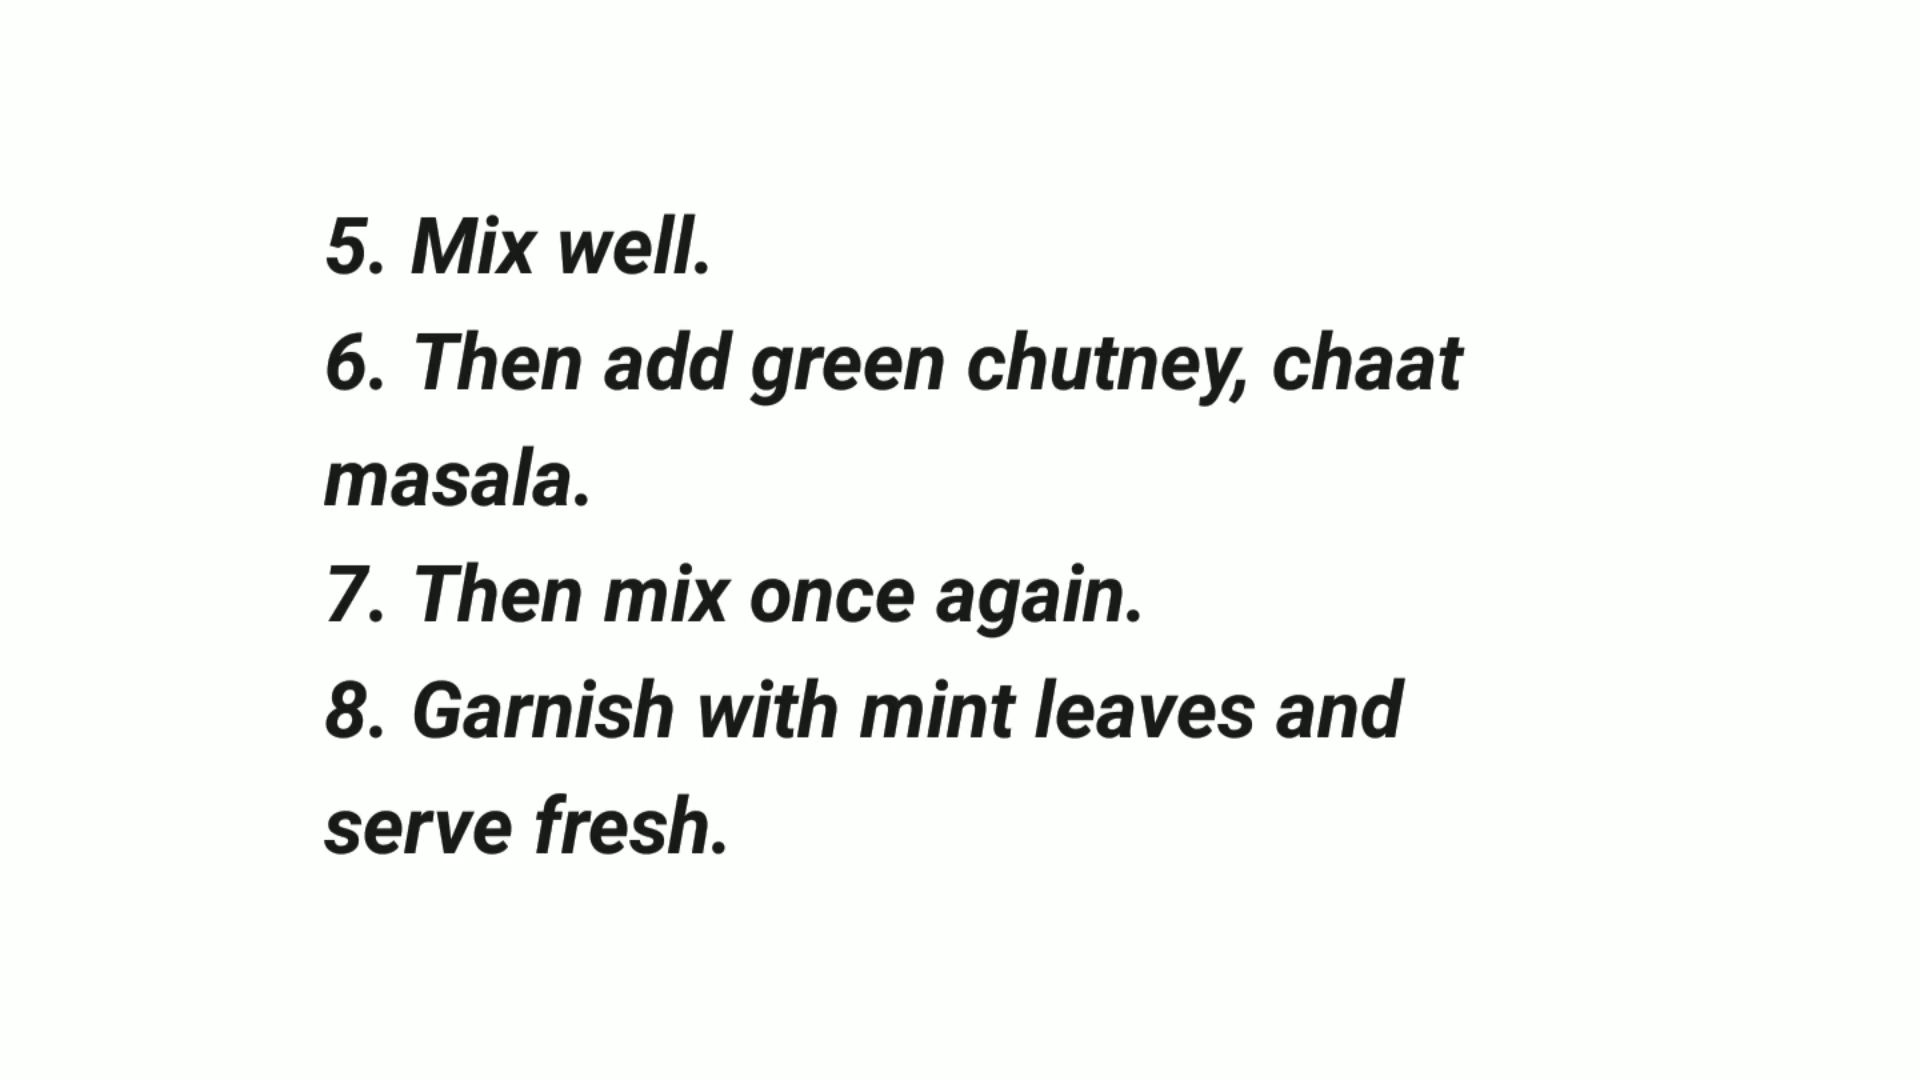 5. Mix well.
6. Then add green chutney, chaat
masala.
7. Then mix once again.
8. Garnish with mint leaves and
serve fresh.